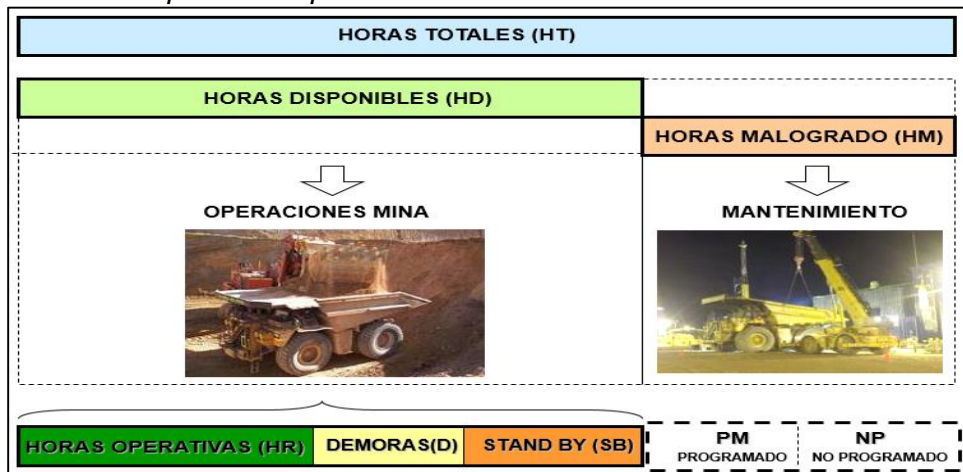 HORAS TOTALES (HT)
HORAS DISPONIBLES (HD)
HORAS MALOGRADO (HM)
OPERACIONES MINA
MANTENIMIENTO
HORAS OPERATIVAS (HR)
DEMORAS(D)
STAND BY (SB)
PM
PROGRAMADO
NP
NO PROGRAMADO